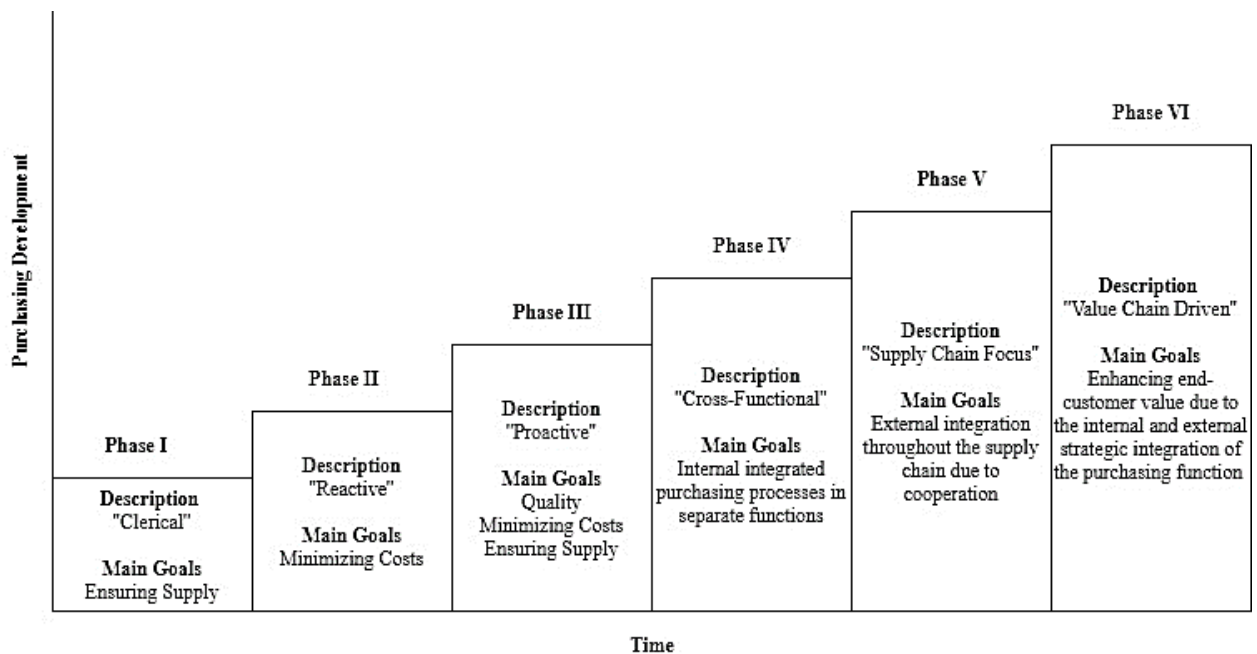 Purchasing Development
Phase I
Description
"Clerical"
Main Goals
Ensuring Supply
Phase II
Description
"Reactive"
Main Goals
Minimizing Costs
Phase III
Description
"Proactive"
Main Goals
Quality
Minimizing Costs
Ensuring Supply
Phase IV
Description
"Cross-Functional"
Main Goals
Internal integrated
purchasing processes in
separate functions
Phase V
Description
"Supply Chain Focus"
Main Goals
External integration
throughout the supply
chain due to
cooperation
Phase VI
Description
"Value Chain Driven"
Main Goals
Enhancing end-
customer value due to
the internal and external
strategic integration of
the purchasing function
Time